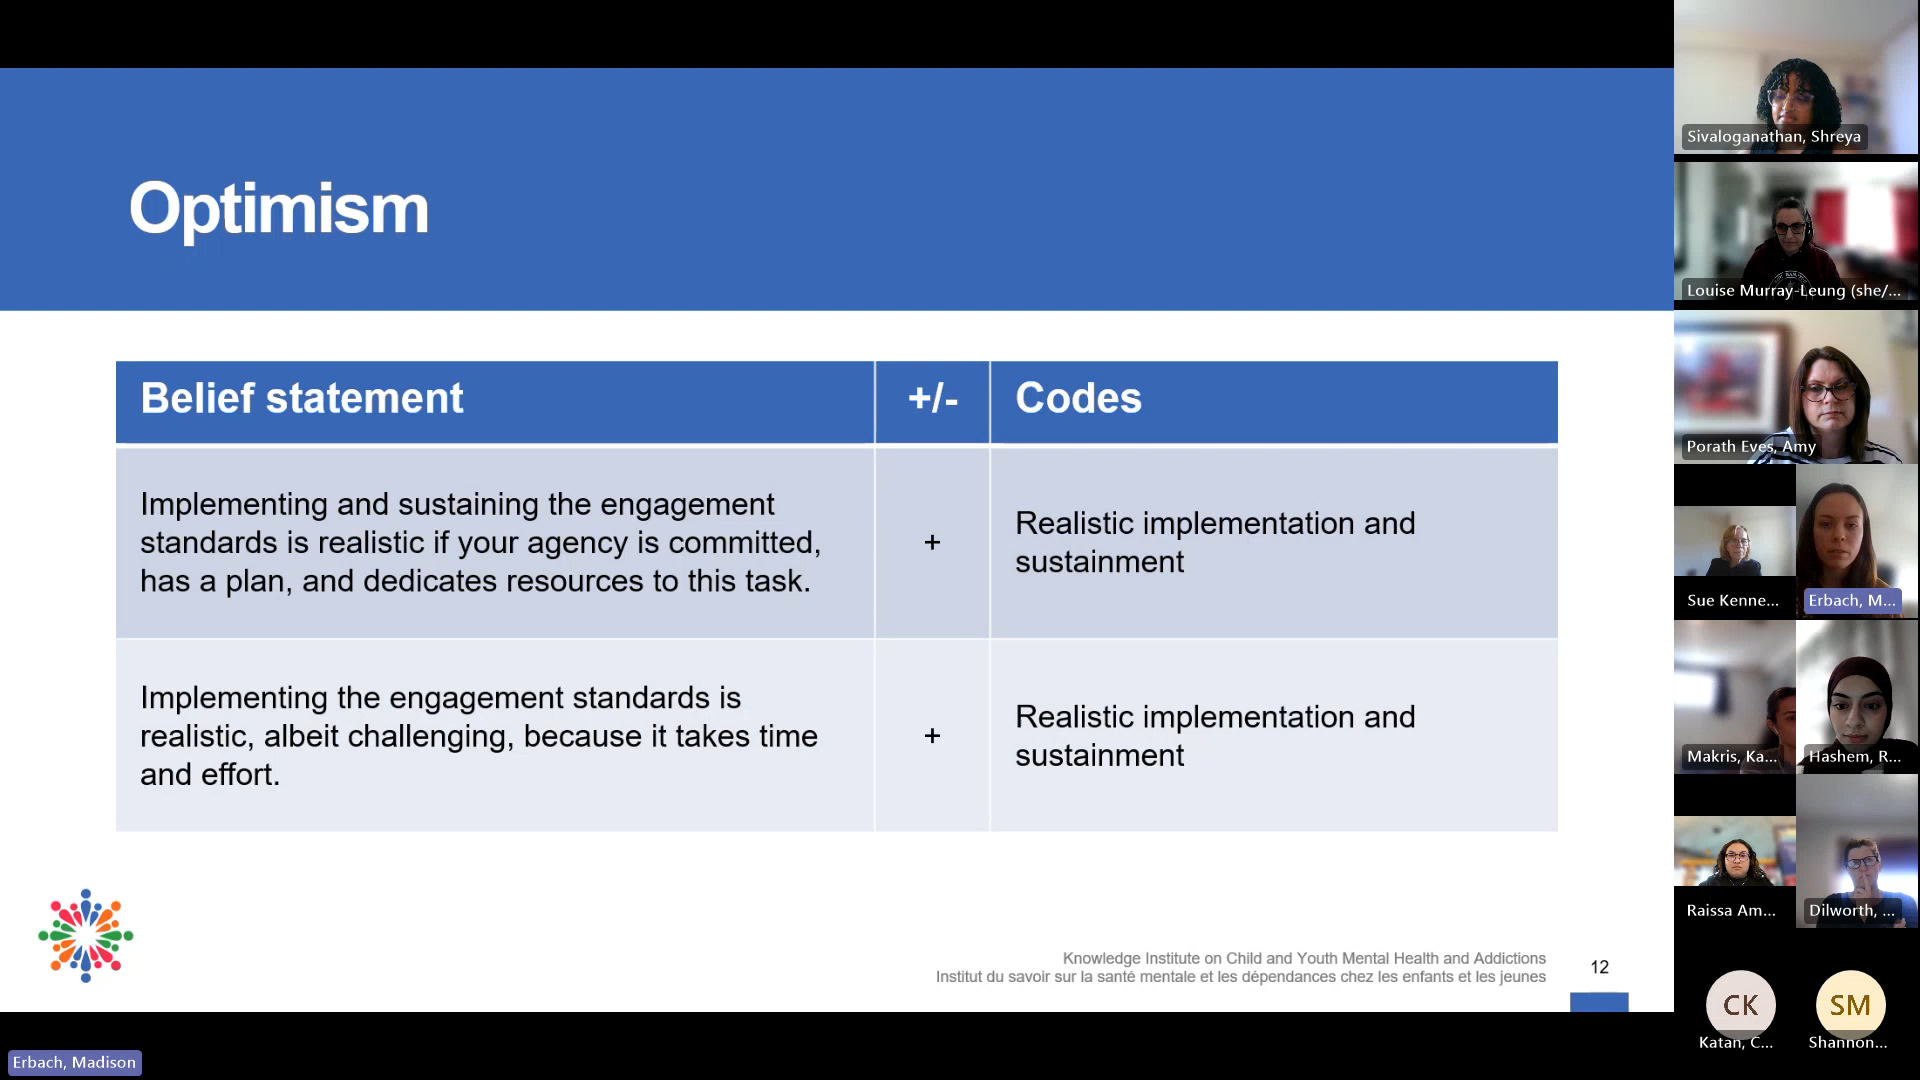 Optimism
Belief statement
+/-
Codes
Implementing and sustaining the engagement
standards is realistic if your agency is committed,
has a plan, and dedicates resources to this task.
+
Realistic implementation and
sustainment
Implementing the engagement standards is
realistic, albeit challenging, because it takes time
and effort.
+
Realistic implementation and
sustainment
Knowledge Institute on Child and Youth Mental Health and Addictions
Institut du savoir sur la santé mentale et les dépendances chez les enfants et les jeunes
12
Erbach, Madison
Sivaloganathan, Shreya
Louise Murray-Leung (she/...
Porath Eves, Amy
Sue Kenne...
Erbach, M...
Makris, Ka...
Hashem, R...
Raissa Am...
Dilworth, ...
CK
SM
Katan, C...
Shannon...